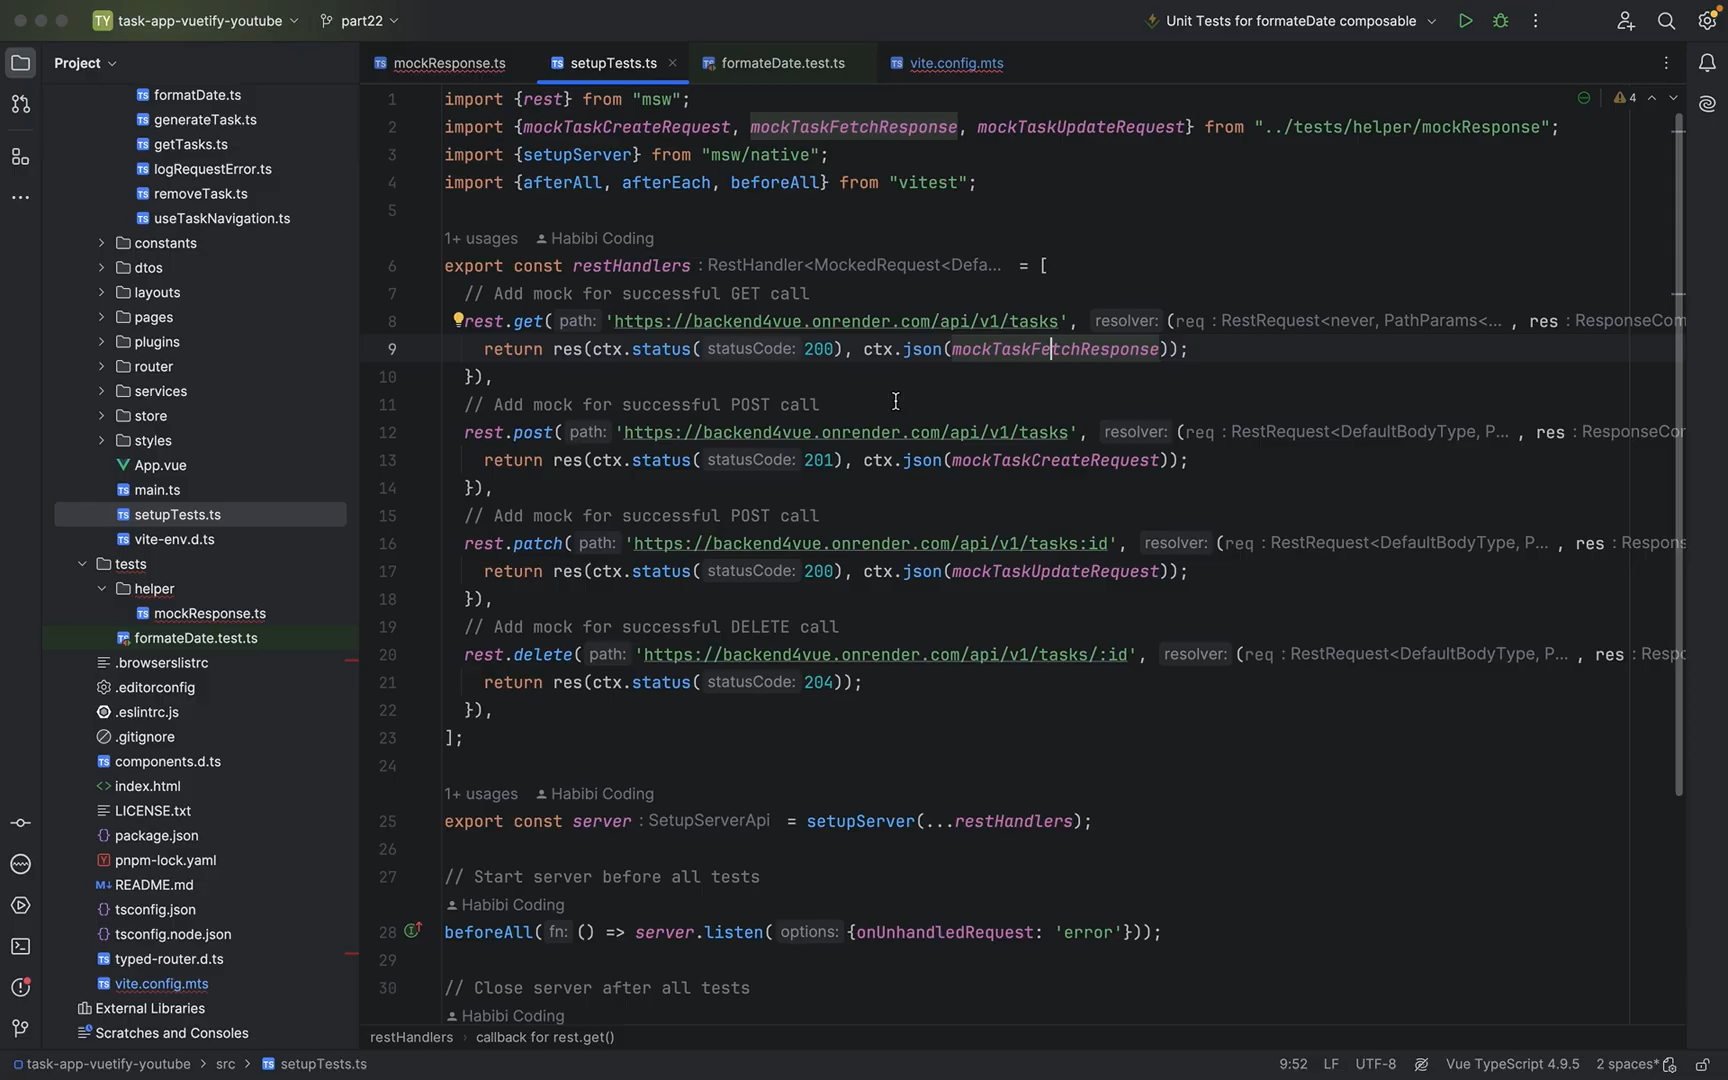 TY task-app-vuetify-youtube part22 Unit Tests for formateDate composable
Project
mockResponse.ts setupTests.ts formateDate.test.ts vite.config.mts
formatDate.ts
generateTask.ts
getTasks.ts
logRequestError.ts
removeTask.ts
useTaskNavigation.ts
constants
dtos
layouts
pages
plugins
router
services
store
styles
App.vue
main.ts
setupTests.ts
vite-env.d.ts
tests
helper
mockResponse.ts
formateDate.test.ts
.browserslistrc
.editorconfig
.eslintrc.js
.gitignore
components.d.ts
index.html
LICENSE.txt
package.json
pnpm-lock.yaml
README.md
tsconfig.json
tsconfig.node.json
typed-router.d.ts
vite.config.mts
External Libraries
Scratches and Consoles
4
1 import {rest} from "msw";
2 import {mockTaskCreateRequest, mockTaskFetchResponse, mockTaskUpdateRequest} from "../tests/helper/mockResponse";
3 import {setupServer} from "msw/native";
4 import {afterAll, afterEach, beforeAll} from "vitest";
5
1+ usages Habibi Coding
6 export const restHandlers : RestHandler<MockedRequest<Defa... = [
7 // Add mock for successful GET call
8 rest.get( path: 'https://backend4vue.onrender.com/api/v1/tasks', resolver: (req : RestRequest<never, PathParams<... , res : ResponseCom
9 return res(ctx.status( statusCode: 200), ctx.json(mockTaskFetchResponse));
10 }),
11 // Add mock for successful POST call
12 rest.post( path: 'https://backend4vue.onrender.com/api/v1/tasks', resolver: (req : RestRequest<DefaultBodyType, P... , res : ResponseCor
13 return res(ctx.status( statusCode: 201), ctx.json(mockTaskCreateRequest));
14 }),
15 // Add mock for successful POST call
16 rest.patch( path: 'https://backend4vue.onrender.com/api/v1/tasks:id', resolver: (req : RestRequest<DefaultBodyType, P... , res : Respons
17 return res(ctx.status( statusCode: 200), ctx.json(mockTaskUpdateRequest));
18 }),
19 // Add mock for successful DELETE call
20 rest.delete( path: 'https://backend4vue.onrender.com/api/v1/tasks/:id', resolver: (req : RestRequest<DefaultBodyType, P... , res : Respo
21 return res(ctx.status( statusCode: 204));
22 }),
23 ];
24
1+ usages Habibi Coding
25 export const server : SetupServerApi = setupServer(...restHandlers);
26
27 // Start server before all tests
Habibi Coding
28 beforeAll( fn: () => server.listen( options: {onUnhandledRequest: 'error'}));
29
30 // Close server after all tests
Habibi Coding
restHandlers callback for rest.get()
task-app-vuetify-youtube > src > setupTests.ts 9:52 LF UTF-8 Vue TypeScript 4.9.5 2 spaces*